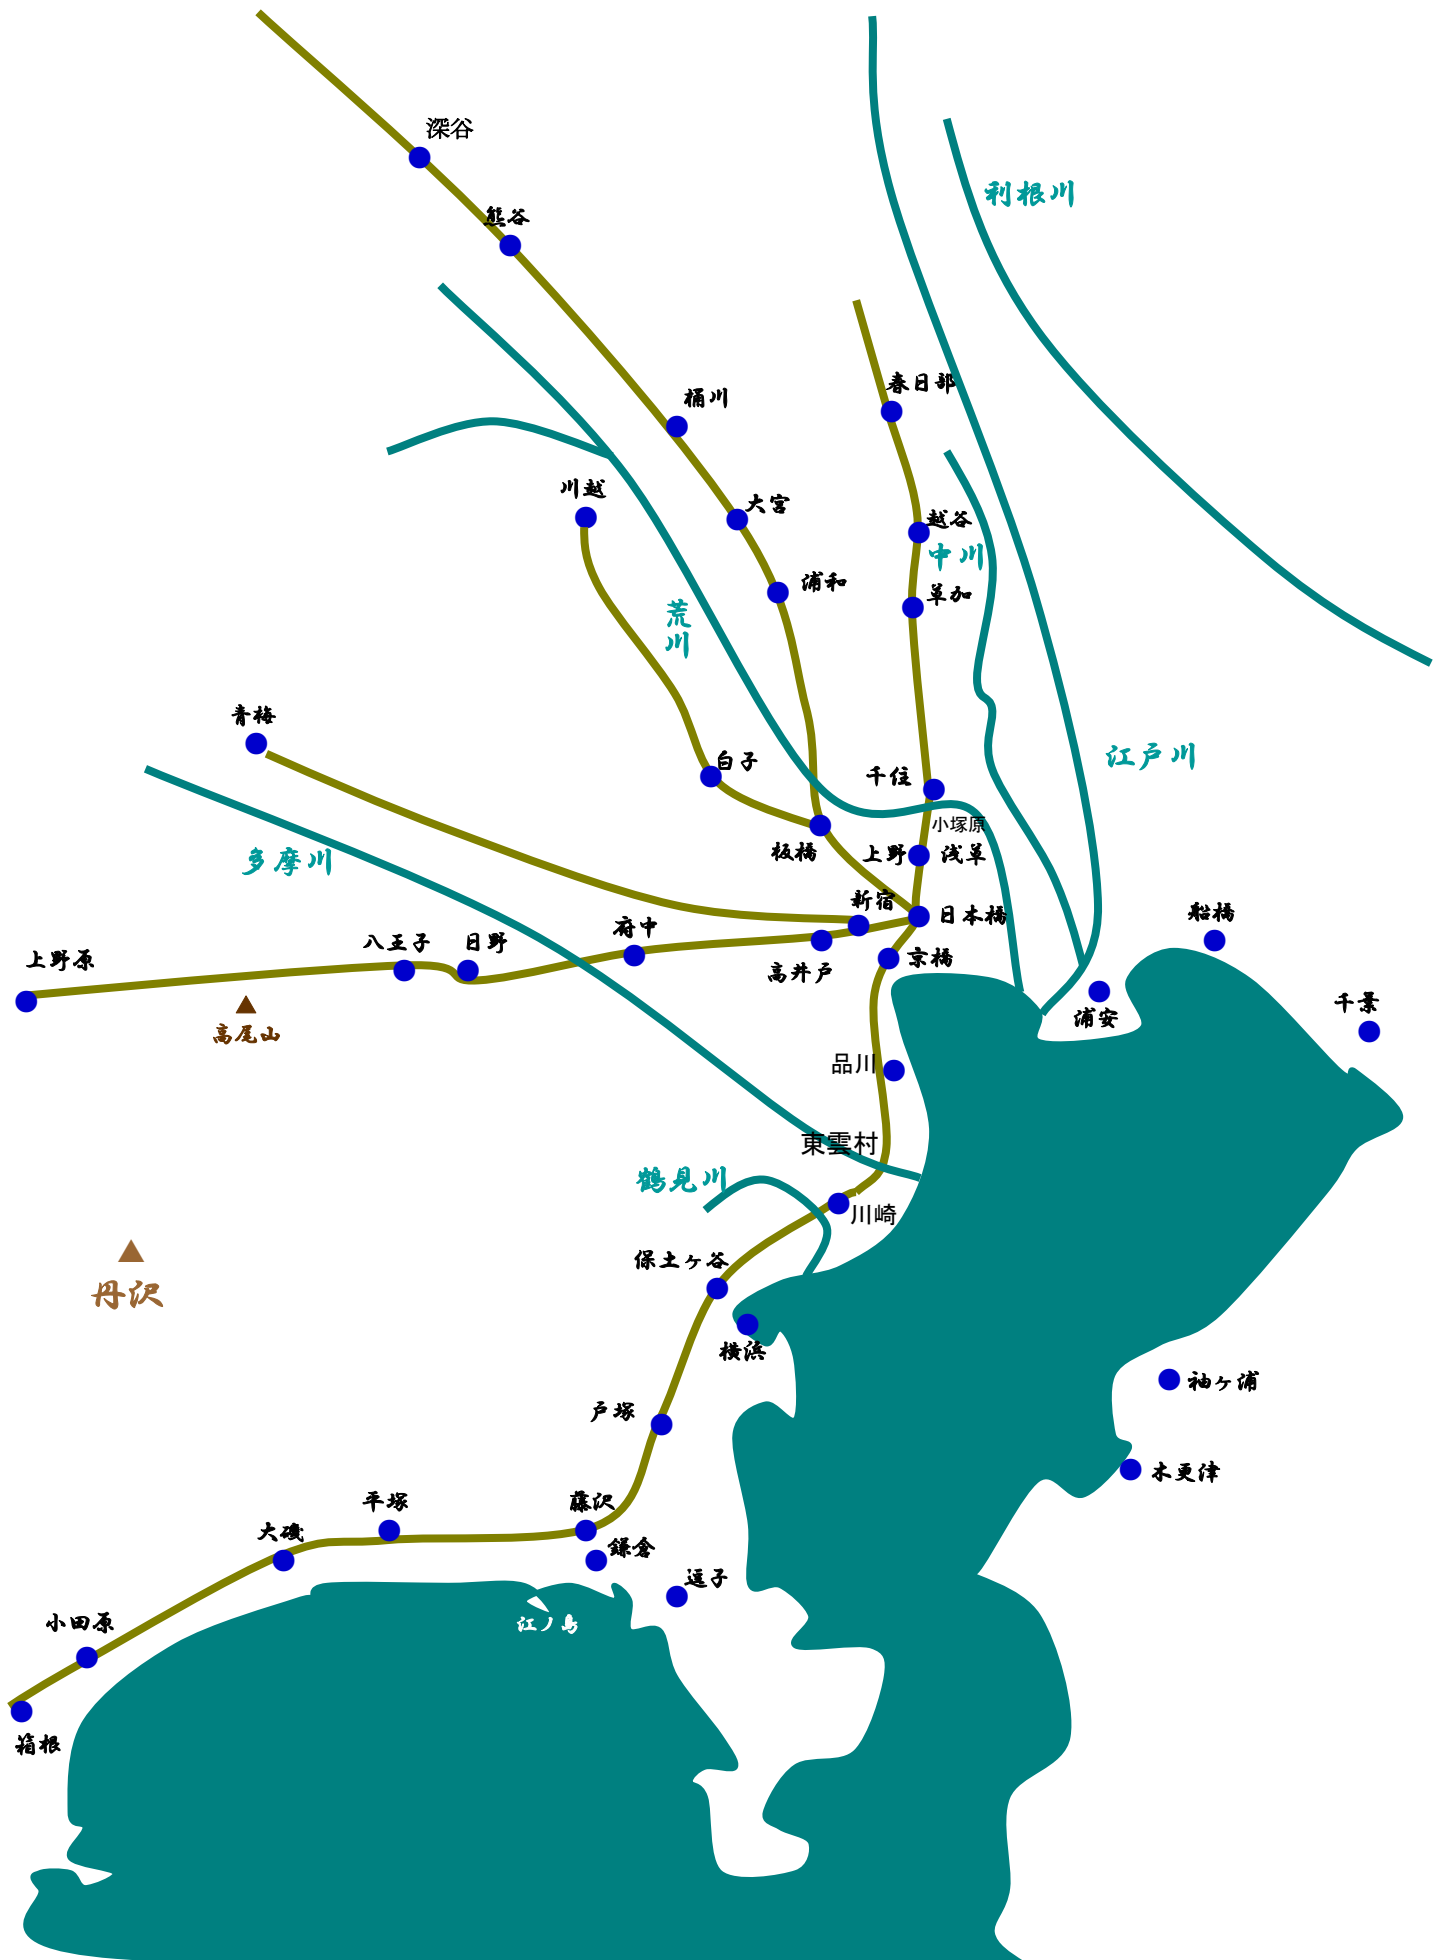 深谷
利根川
熊谷
春日部
桶川
川越
大宮
越谷
中川
浦和
草加
荒川
青梅
江戸川
白子
千住
小塚原
多摩川
板橋
上野
浅草
新宿
船橋
日本橋
府中
八王子
日野
上野原
京橋
高井戸
千葉
浦安
高尾山
品川
東雲村
鶴見川
川崎
保土ヶ谷
丹沢
横浜
袖ヶ浦
戸塚
木更津
平塚
藤沢
大磯
鎌倉
逗子
小田原
江ノ島
箱根